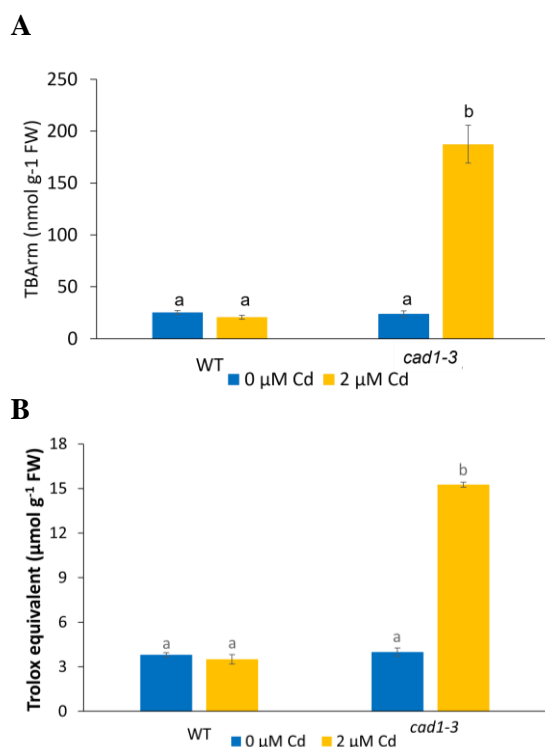 A
TBArm (nmol g-1 FW)
250
200
150
100
50
0
a
a
a
b
WT
cad1-3
0 μM Cd
2 μM Cd
B
Trolox equivalent (μmol g⁻¹ FW)
18
15
12
9
6
3
0
a
a
a
b
WT
cad1-3
0 μM Cd
2 μM Cd